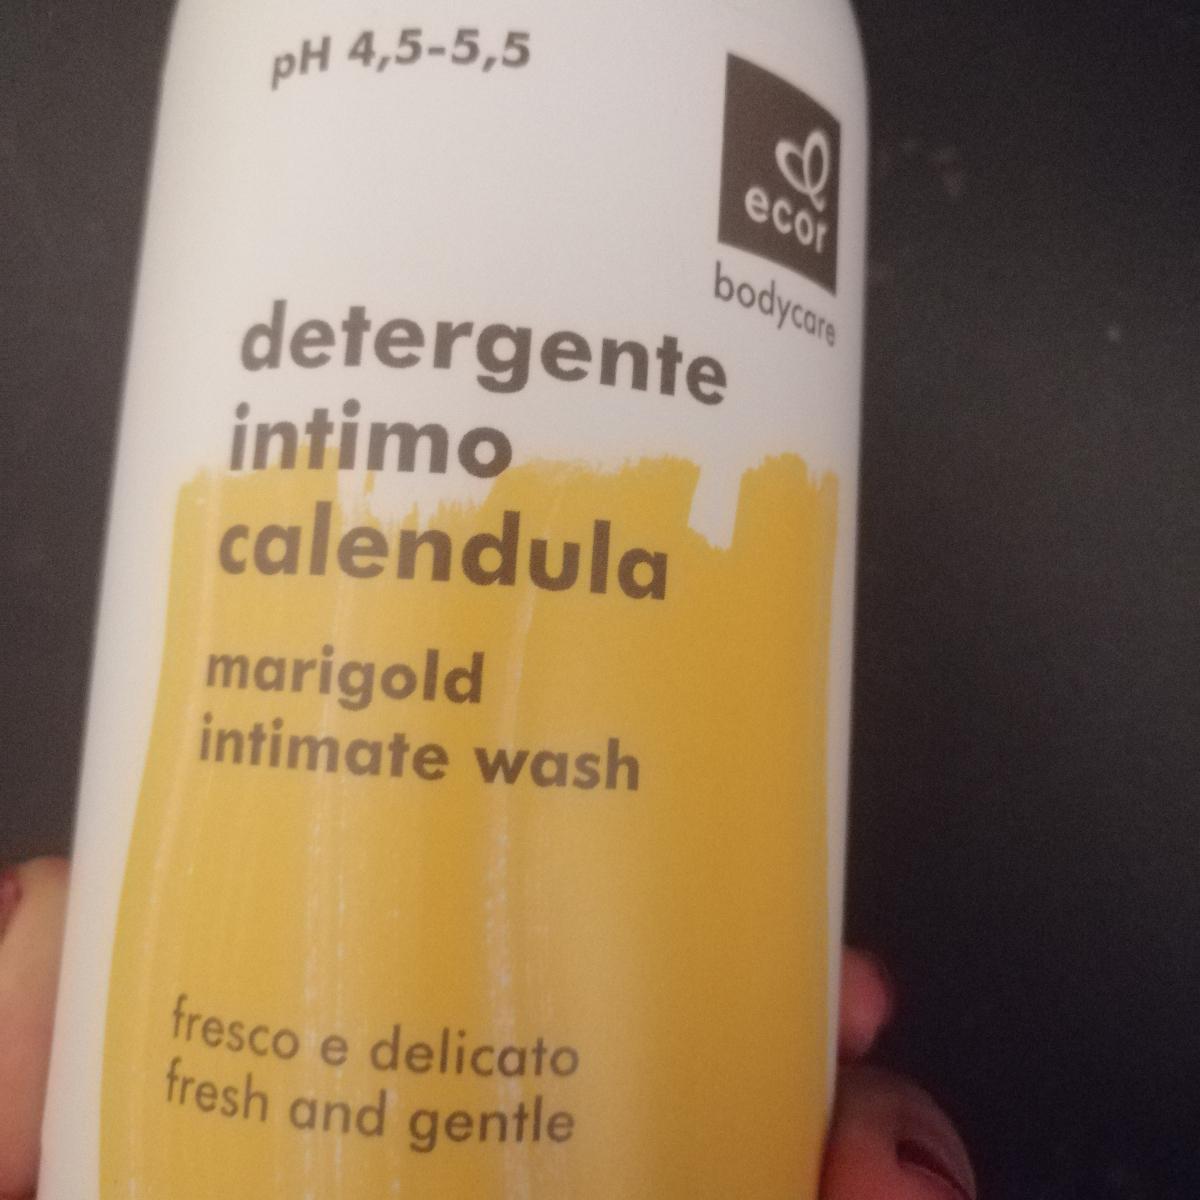 pH 4,5-5,5
ecor
bodycare
detergente
intimo
calendula
marigold
intimate wash
fresco e delicato
fresh and gentle